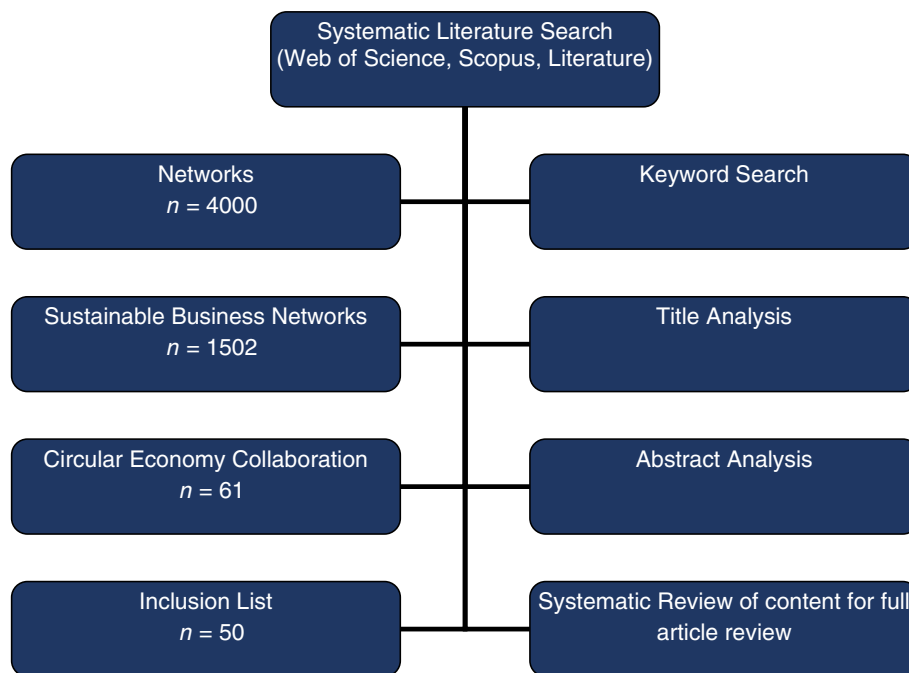 Systematic Literature Search
(Web of Science, Scopus, Literature)
Networks
n = 4000
Keyword Search
Sustainable Business Networks
n = 1502
Title Analysis
Circular Economy Collaboration
n = 61
Abstract Analysis
Inclusion List
n = 50
Systematic Review of content for full
article review